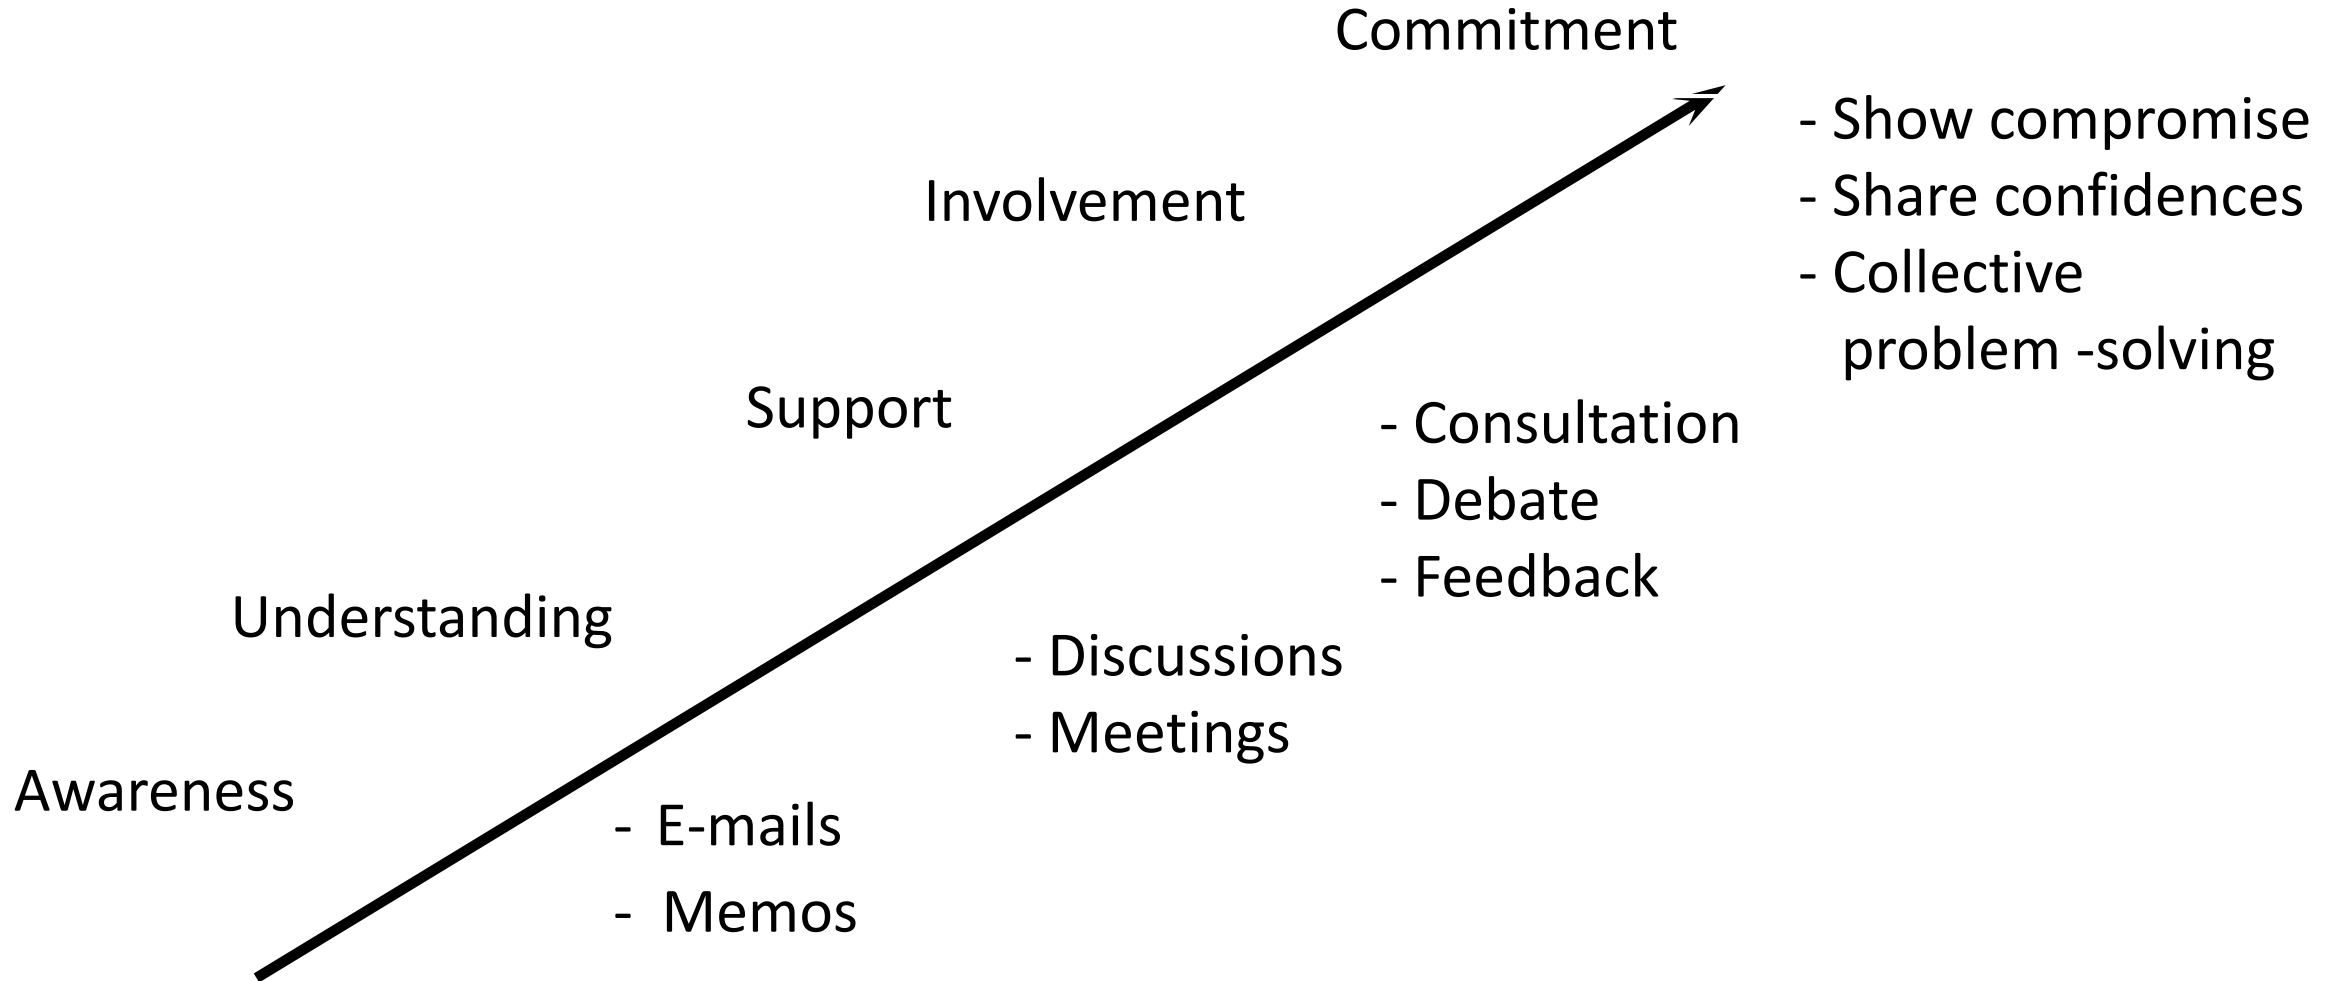 Commitment
- Show compromise
- Share confidences
- Collective
problem -solving
Involvement
Support
- Consultation
- Debate
- Feedback
Understanding
- Discussions
- Meetings
Awareness
- E-mails
- Memos